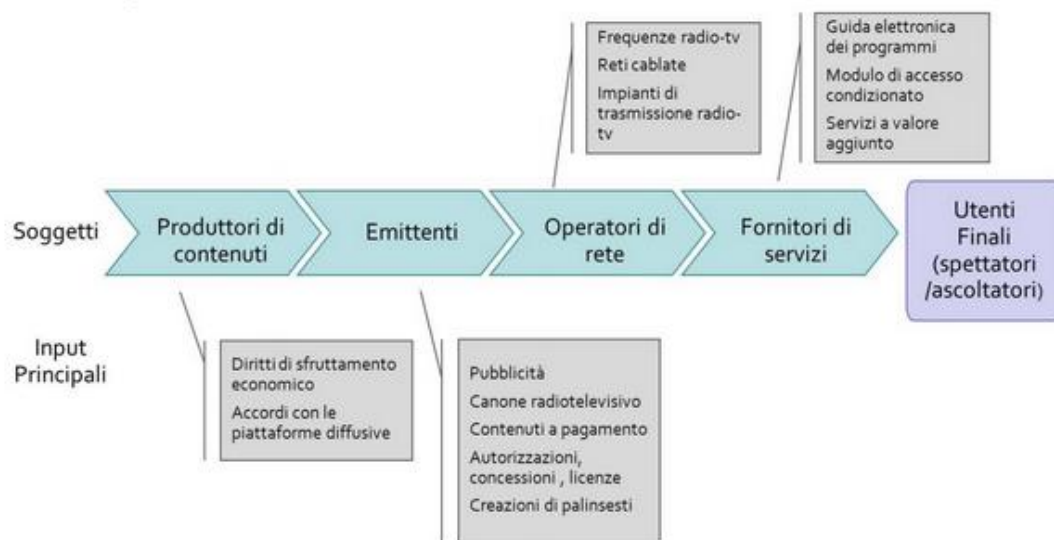 Frequenze radio-tv
Reti cablate
Impianti di
trasmissione radio-
tv
Guida elettronica
dei programmi
Modulo di accesso
condizionato
Servizi a valore
aggiunto
Soggetti
Produttori di
contenuti
Emittenti
Operatori di
rete
Fornitori di
servizi
Utenti
Finali
(spettatori
/ascoltatori)
Input
Principali
Diritti di sfruttamento
economico
Accordi con le
piattaforme diffusive
Pubblicità
Canone radiotelevisivo
Contenuti a pagamento
Autorizzazioni,
concessioni , licenze
Creazioni di palinsesti